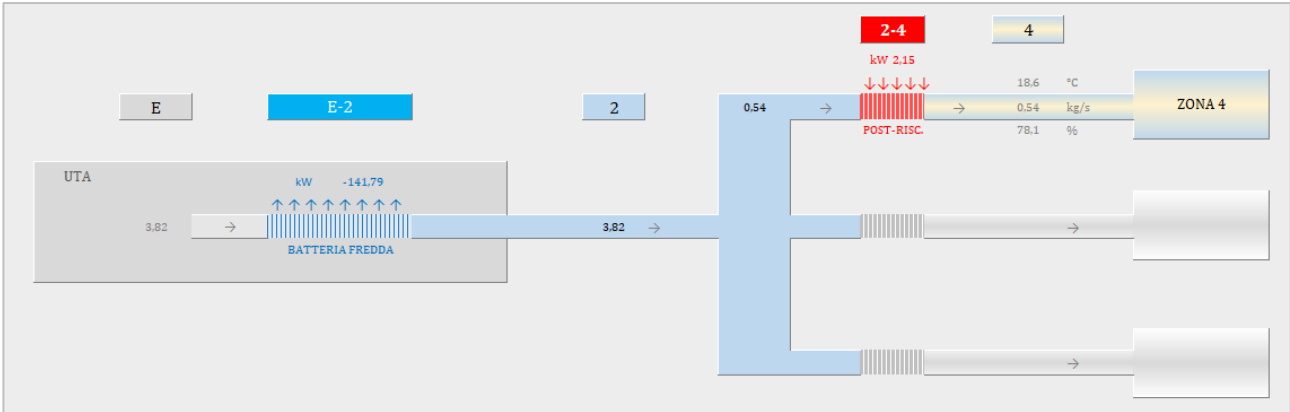 2-4
4
kW 2,15
↓↓↓↓↓
18,6 °C
E
E-2
2
0,54
→
→
0,54 kg/s
ZONA 4
POST-RISC.
78,1 %
UTA
kW -141,79
↑↑↑↑↑↑↑↑
3,82
→
3,82 →
→
BATTERIA FREDDA
→